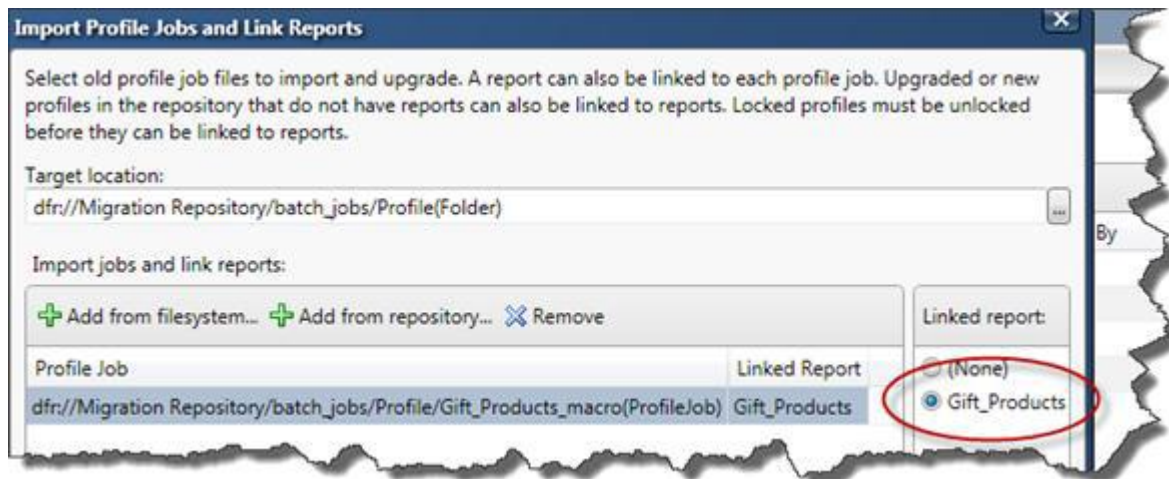 Import Profile Jobs and Link Reports
Select old profile job files to import and upgrade. A report can also be linked to each profile job. Upgraded or new
profiles in the repository that do not have reports can also be linked to reports. Locked profiles must be unlocked
before they can be linked to reports.
Target location:
dfr://Migration Repository/batch_jobs/Profile(Folder)
...
By
Import jobs and link reports:
Add from filesystem... Add from repository... Remove
Linked report:
Profile Job Linked Report
(None)
dfr://Migration Repository/batch_jobs/Profile/Gift_Products_macro(ProfileJob) Gift_Products
Gift_Products